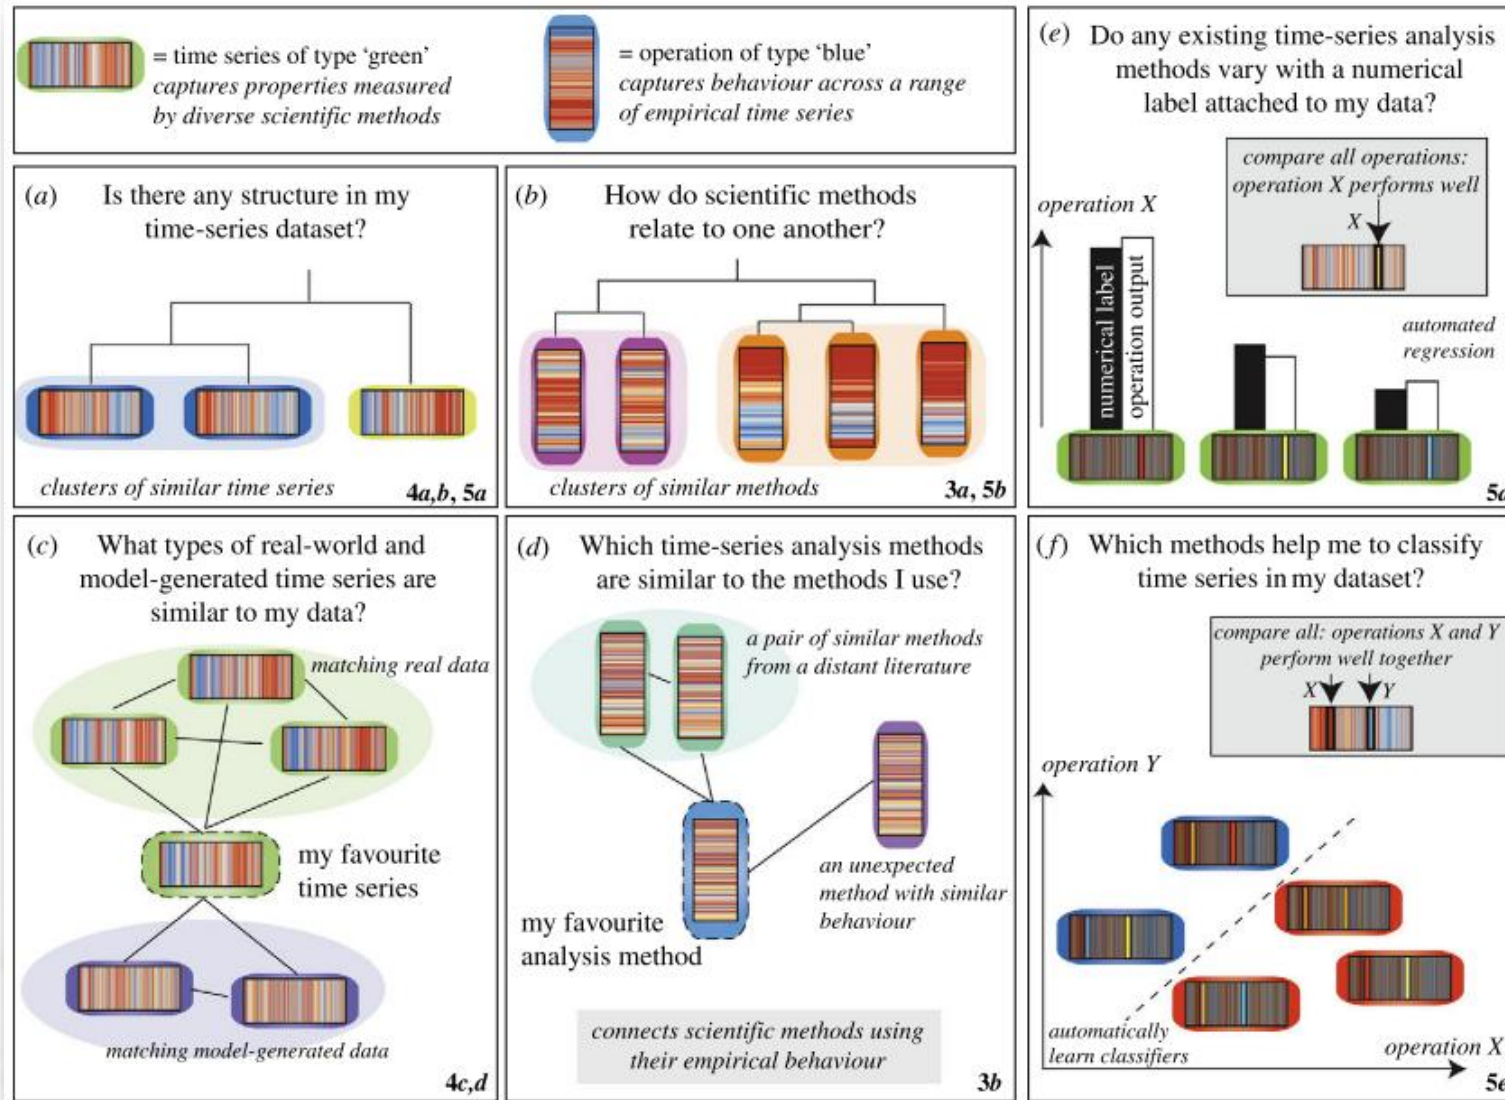 = time series of type ‘green’
captures properties measured
by diverse scientific methods
= operation of type ‘blue’
captures behaviour across a range
of empirical time series
(a) Is there any structure in my
time-series dataset?
clusters of similar time series
4a,b, 5a
(b) How do scientific methods
relate to one another?
clusters of similar methods
3a, 5b
(c) What types of real-world and
model-generated time series are
similar to my data?
matching real data
my favourite
time series
matching model-generated data
4c,d
(d) Which time-series analysis methods
are similar to the methods I use?
a pair of similar methods
from a distant literature
an unexpected
method with similar
behaviour
my favourite
analysis method
connects scientific methods using
their empirical behaviour
3b
(e) Do any existing time-series analysis
methods vary with a numerical
label attached to my data?
compare all operations:
operation X performs well
X
operation X
numerical label
operation output
automated
regression
(f) Which methods help me to classify
time series in my dataset?
compare all: operations X and Y
perform well together
X Y
operation Y
automatically
learn classifiers
operation X